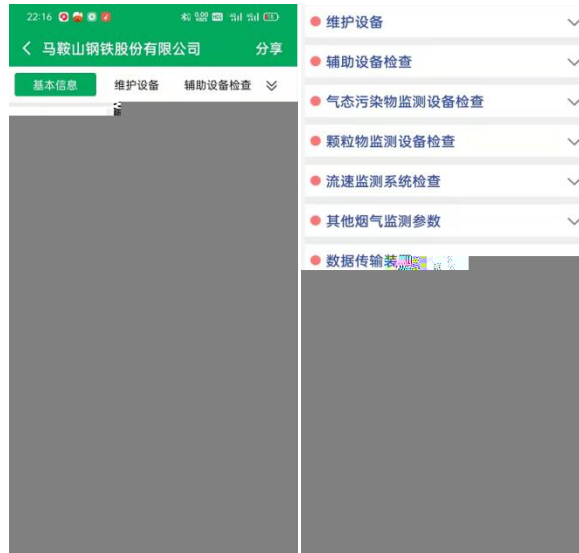 22:16
马鞍山钢铁股份有限公司 分享
基本信息 维护设备 辅助设备检查
维护设备
辅助设备检查
气态污染物监测设备检查
颗粒物监测设备检查
流速监测系统检查
其他烟气监测参数
数据传输装